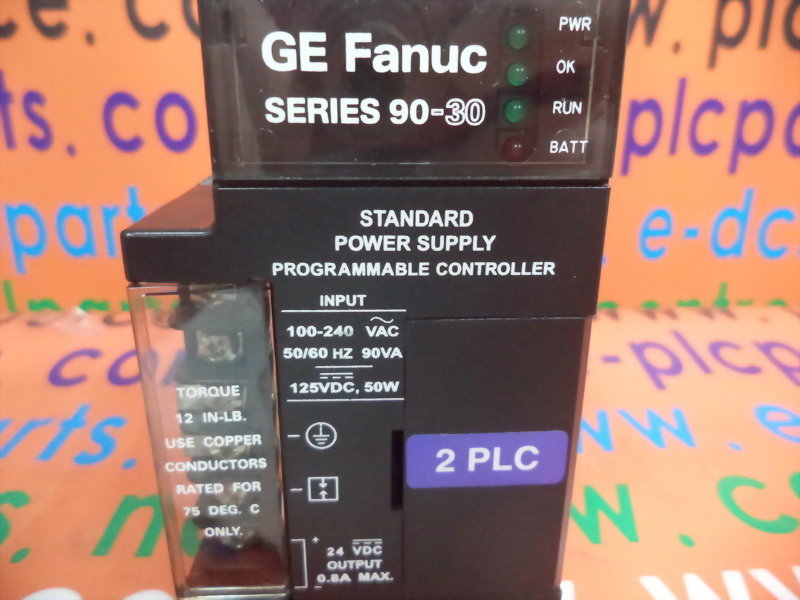 GE Fanuc
SERIES 90-30
PWR
OK
RUN
BATT
STANDARD
POWER SUPPLY
PROGRAMMABLE CONTROLLER
INPUT
100-240 VAC
50/60 HZ 90VA
125VDC, 50W
TORQUE
12 IN-LB.
USE COPPER
CONDUCTORS
RATED FOR
75 DEG. C
ONLY.
2 PLC
+
24 VDC
OUTPUT
0.8A MAX.
-